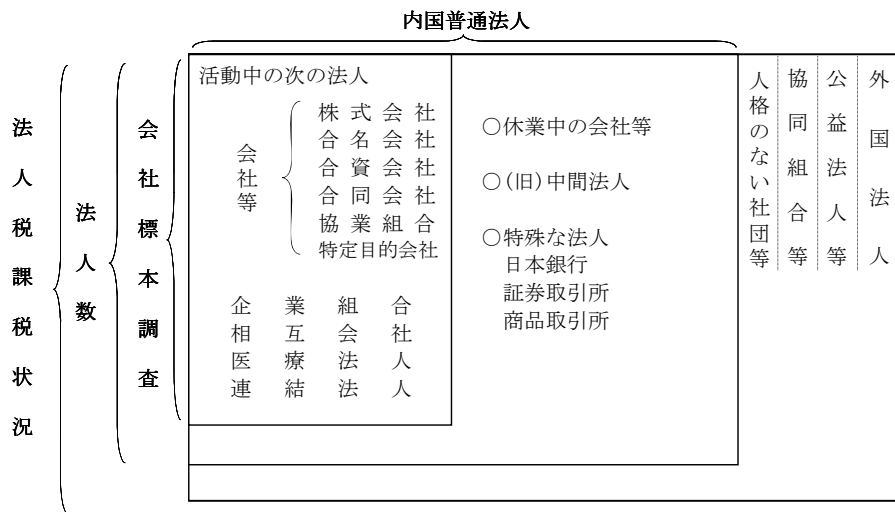 内国普通法人
法人税課税状況
法人数
会社標本調査
活動中の次の法人
会社等
株式会社
合名会社
合資会社
合同会社
協業組合
特定目的会社
企業組合
相互会社
医療法人
連結法人
○休業中の会社等
○(旧)中間法人
○特殊な法人
日本銀行
証券取引所
商品取引所
人格のない社団等
協同組合等
公益法人等
外国法人